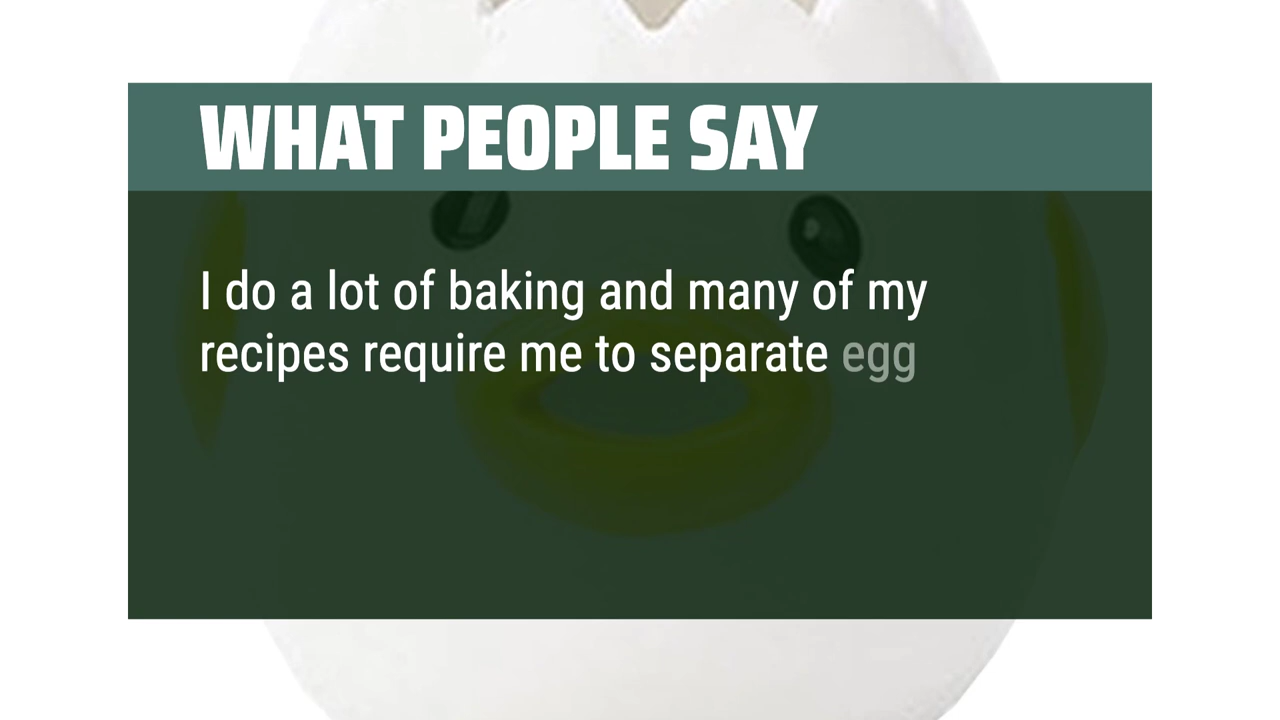 WHAT PEOPLE SAY
I do a lot of baking and many of my
recipes require me to separate egg